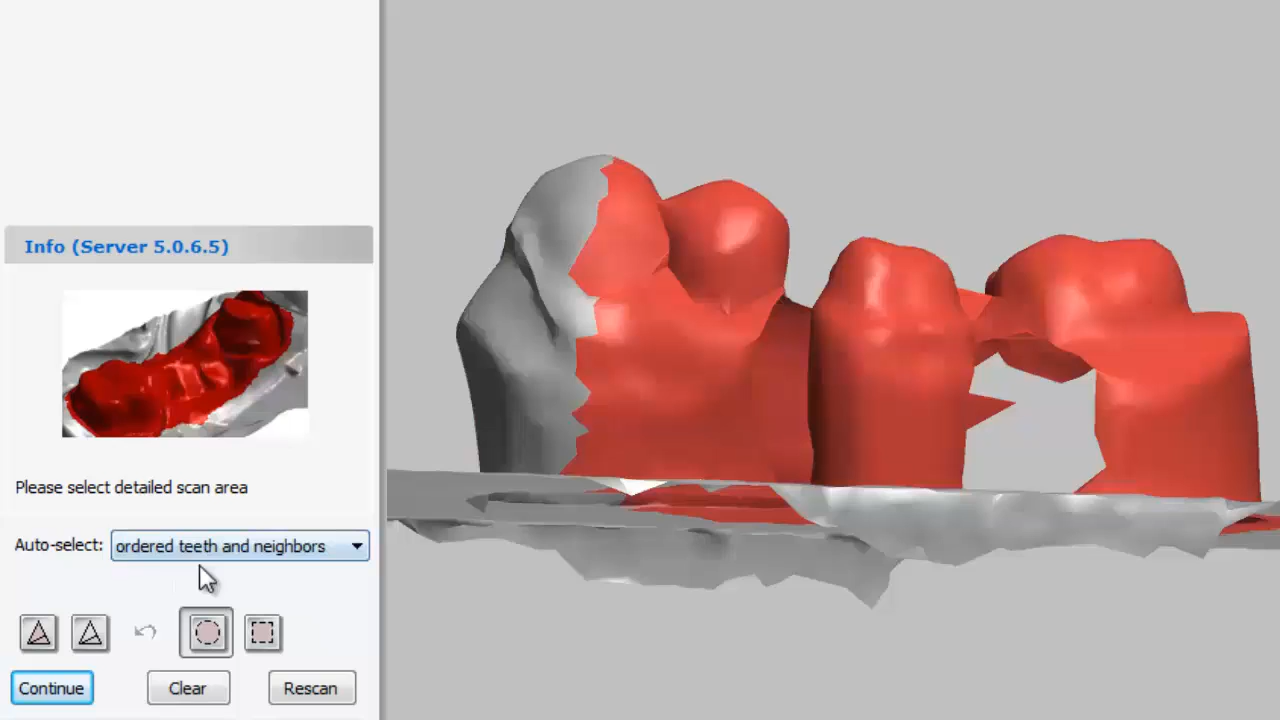 Info (Server 5.0.6.5)
Please select detailed scan area
Auto-select: ordered teeth and neighbors
Continue Clear Rescan